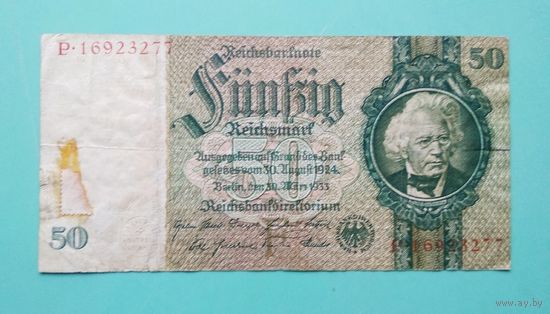 P·16923277
Reichsbanknote
50
Fünfzig
Reichsmark
50
Ausgegeben auf Grund des Bank
gesetzes vom 30. August 1924
Berlin, den 30. März 1933
Reichsbankdirektorium
50
P·16923277
www.ay.by